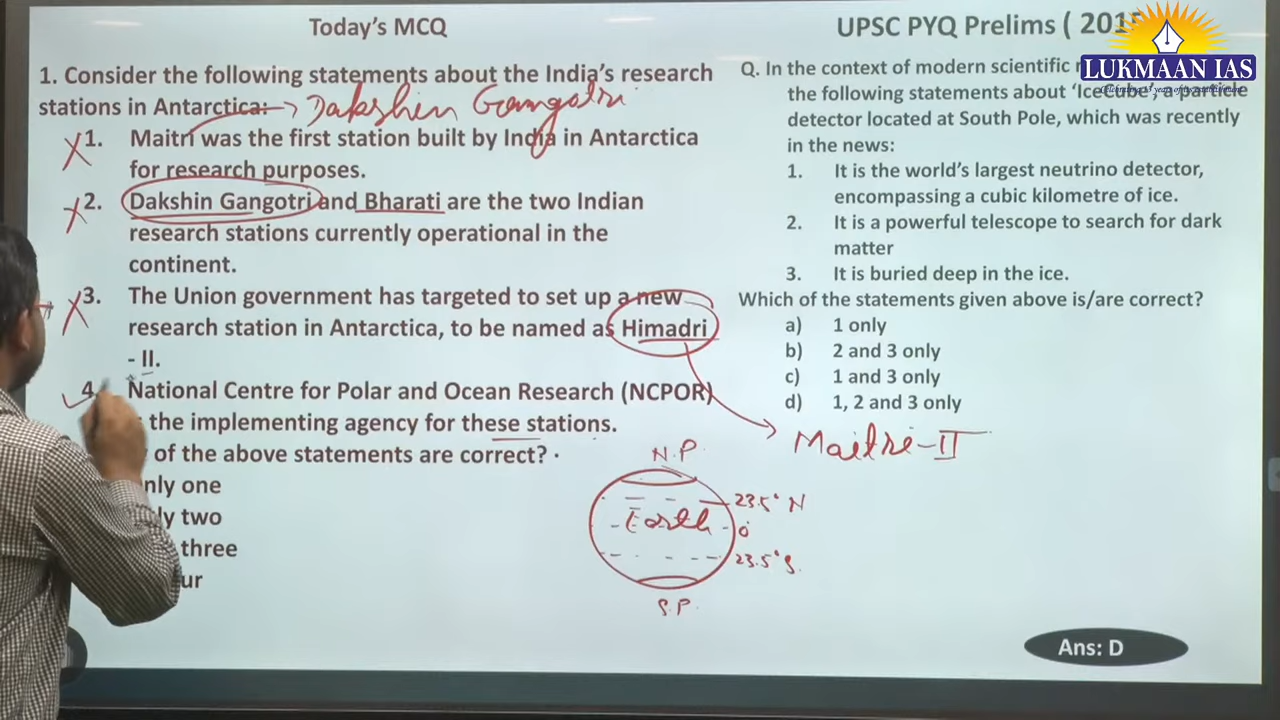 Today's MCQ
1. Consider the following statements about the India's research
stations in Antarctica: Dakshin Gangotri
1. Maitri was the first station built by India in Antarctica
for research purposes.
2. Dakshin Gangotri and Bharati are the two Indian
research stations currently operational in the
continent.
3. The Union government has targeted to set up a new
research station in Antarctica, to be named as Himadri
- II.
4. National Centre for Polar and Ocean Research (NCPOR)
the implementing agency for these stations.
of the above statements are correct?
nly one
ly two
three
ur
Maitri-II
N.P.
23.5° N
Earth
0°
23.5° S.
S.P.
UPSC PYQ Prelims ( 201
LUKMAAN IAS
Q. In the context of modern scientific
the following statements about 'IceCube', a particle
detector located at South Pole, which was recently
in the news:
1. It is the world's largest neutrino detector,
encompassing a cubic kilometre of ice.
2. It is a powerful telescope to search for dark
matter
3. It is buried deep in the ice.
Which of the statements given above is/are correct?
a) 1 only
b) 2 and 3 only
c) 1 and 3 only
d) 1, 2 and 3 only
Ans: D